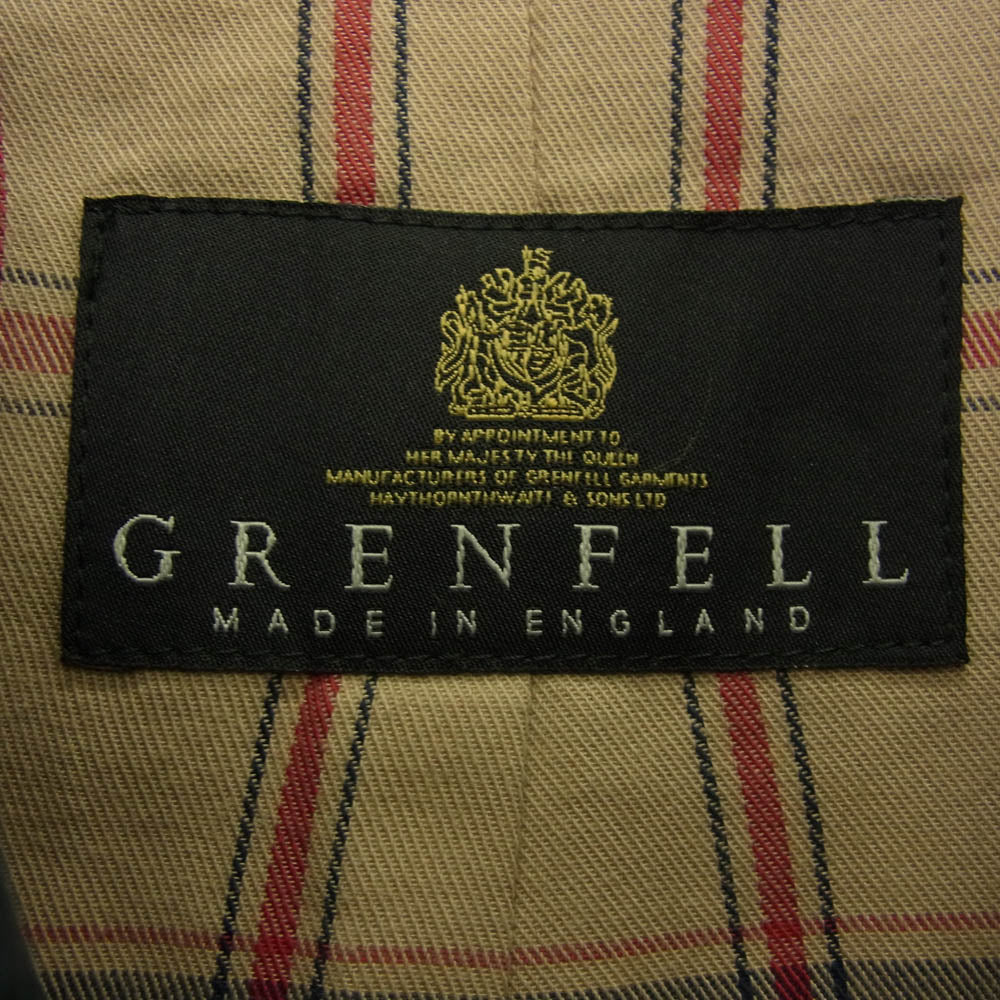 BY APPOINTMENT TO
HER MAJESTY THE QUEEN
MANUFACTURERS OF GRENFELL GARMENTS
HAYTHORNTHWAITE & SONS LTD
GRENFELL
MADE IN ENGLAND